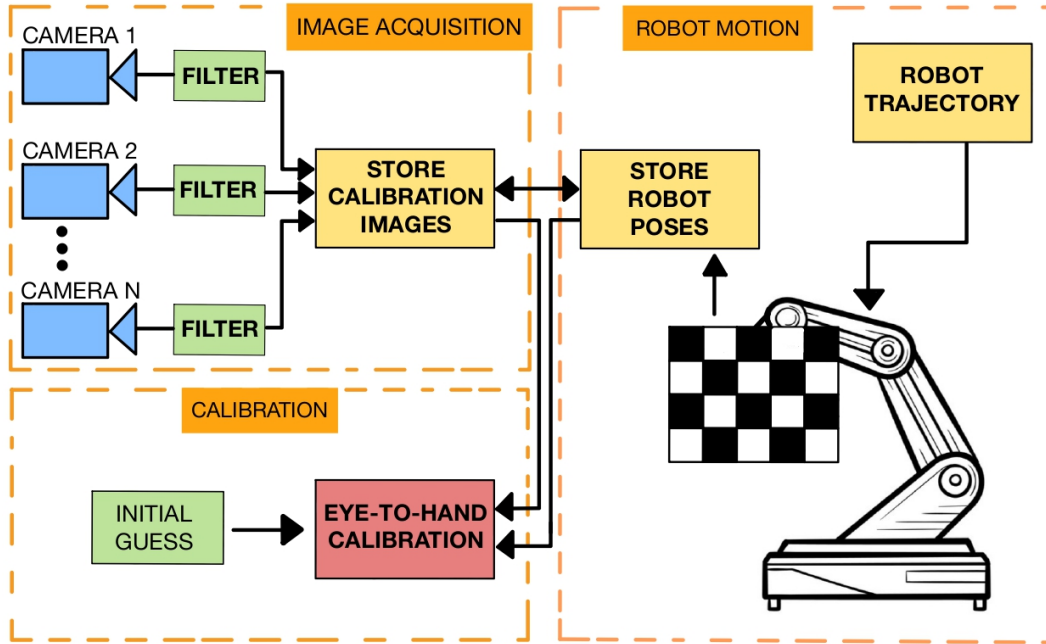 IMAGE ACQUISITION
CAMERA 1
FILTER
CAMERA 2
FILTER
CAMERA N
FILTER
STORE
CALIBRATION
IMAGES
ROBOT MOTION
ROBOT
TRAJECTORY
STORE
ROBOT
POSES
CALIBRATION
INITIAL
GUESS
EYE-TO-HAND
CALIBRATION